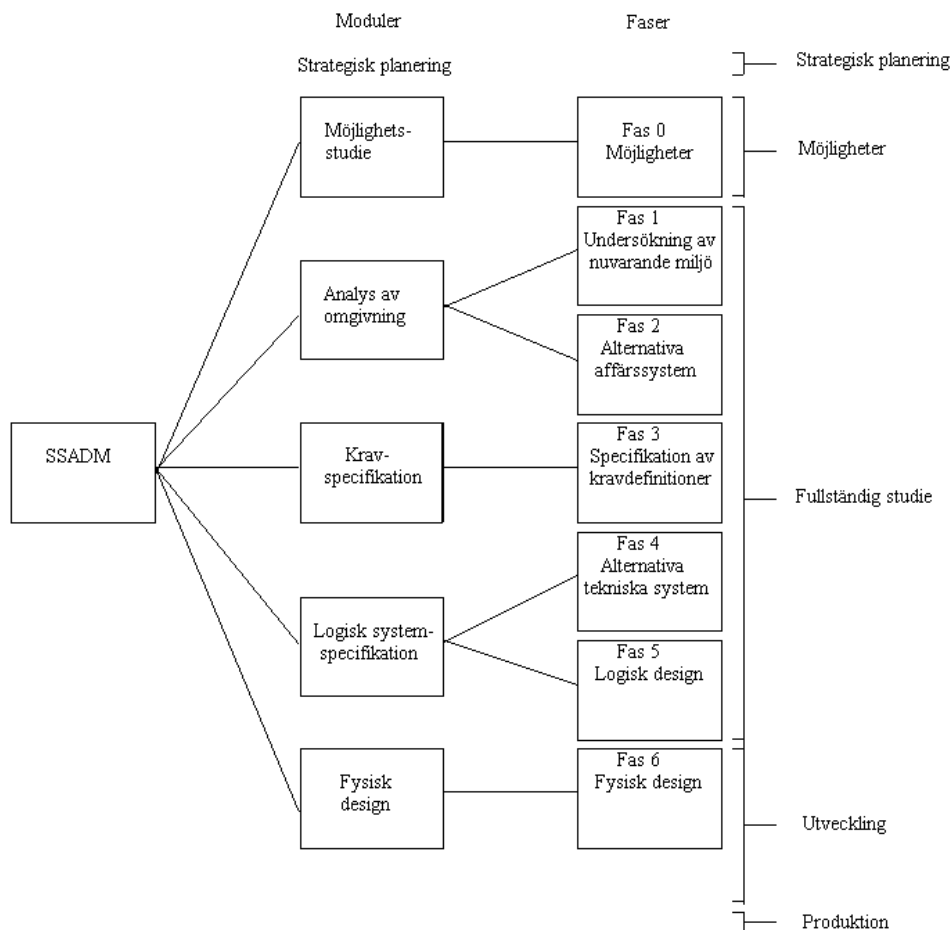 Moduler
Faser
Strategisk planering
Strategisk planering
Möjlighets-
studie
Fas 0
Möjligheter
Möjligheter
Fas 1
Undersökning av
nuvarande miljö
Analys av
omgivning
Fas 2
Alternativa
affärssystem
SSADM
Krav-
specifikation
Fas 3
Specifikation av
kravdefinitioner
Fullständig studie
Fas 4
Alternativa
tekniska system
Logisk system-
specifikation
Fas 5
Logisk design
Fysisk
design
Fas 6
Fysisk design
Utveckling
Produktion